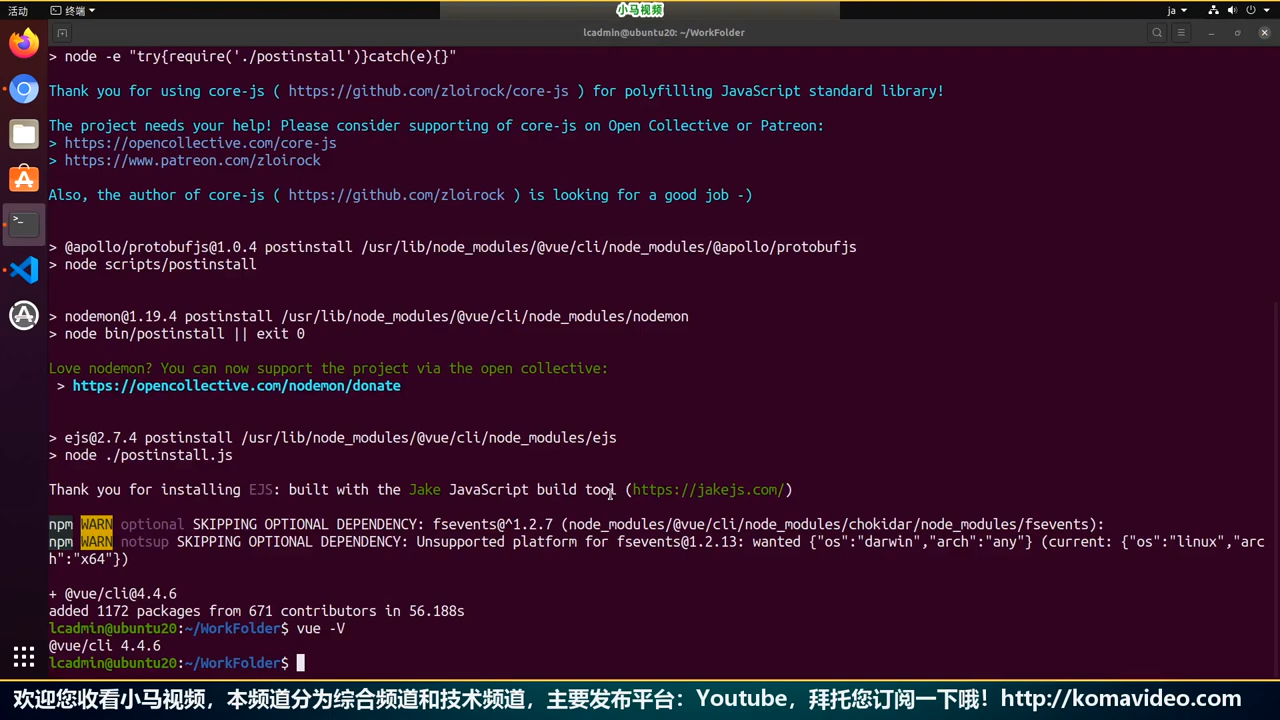 活动
终端
小马视频
ja
lcadmin@ubuntu20: ~/WorkFolder
> node -e "try{require('./postinstall')}catch(e){}"
Thank you for using core-js ( https://github.com/zloirock/core-js ) for polyfilling JavaScript standard library!
The project needs your help! Please consider supporting of core-js on Open Collective or Patreon:
> https://opencollective.com/core-js
> https://www.patreon.com/zloirock
Also, the author of core-js ( https://github.com/zloirock ) is looking for a good job -)
> @apollo/protobufjs@1.0.4 postinstall /usr/lib/node_modules/@vue/cli/node_modules/@apollo/protobufjs
> node scripts/postinstall
> nodemon@1.19.4 postinstall /usr/lib/node_modules/@vue/cli/node_modules/nodemon
> node bin/postinstall || exit 0
Love nodemon? You can now support the project via the open collective:
> https://opencollective.com/nodemon/donate
> ejs@2.7.4 postinstall /usr/lib/node_modules/@vue/cli/node_modules/ejs
> node ./postinstall.js
Thank you for installing EJS: built with the Jake JavaScript build tool (https://jakejs.com/)
npm WARN optional SKIPPING OPTIONAL DEPENDENCY: fsevents@^1.2.7 (node_modules/@vue/cli/node_modules/chokidar/node_modules/fsevents):
npm WARN notsup SKIPPING OPTIONAL DEPENDENCY: Unsupported platform for fsevents@1.2.13: wanted {"os":"darwin","arch":"any"} (current: {"os":"linux","arc
h":"x64"})
+ @vue/cli@4.4.6
added 1172 packages from 671 contributors in 56.188s
lcadmin@ubuntu20:~/WorkFolder$ vue -V
@vue/cli 4.4.6
lcadmin@ubuntu20:~/WorkFolder$
欢迎您收看小马视频，本频道分为综合频道和技术频道，主要发布平台：Youtube，拜托您订阅一下哦！http://komavideo.com